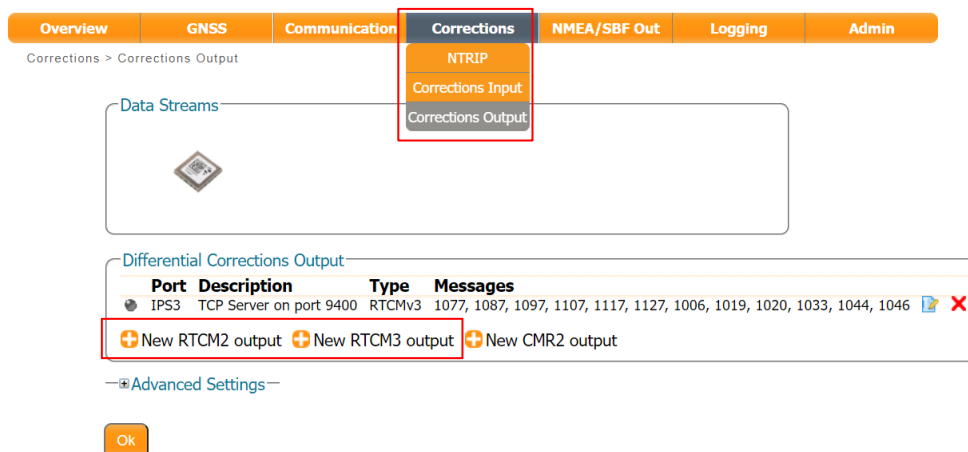 Overview GNSS Communication Corrections NMEA/SBF Out Logging Admin
Corrections > Corrections Output
NTRIP
Corrections Input
Corrections Output
Data Streams
Differential Corrections Output
Port Description Type Messages
IPS3 TCP Server on port 9400 RTCMv3 1077, 1087, 1097, 1107, 1117, 1127, 1006, 1019, 1020, 1033, 1044, 1046
New RTCM2 output New RTCM3 output New CMR2 output
Advanced Settings
Ok